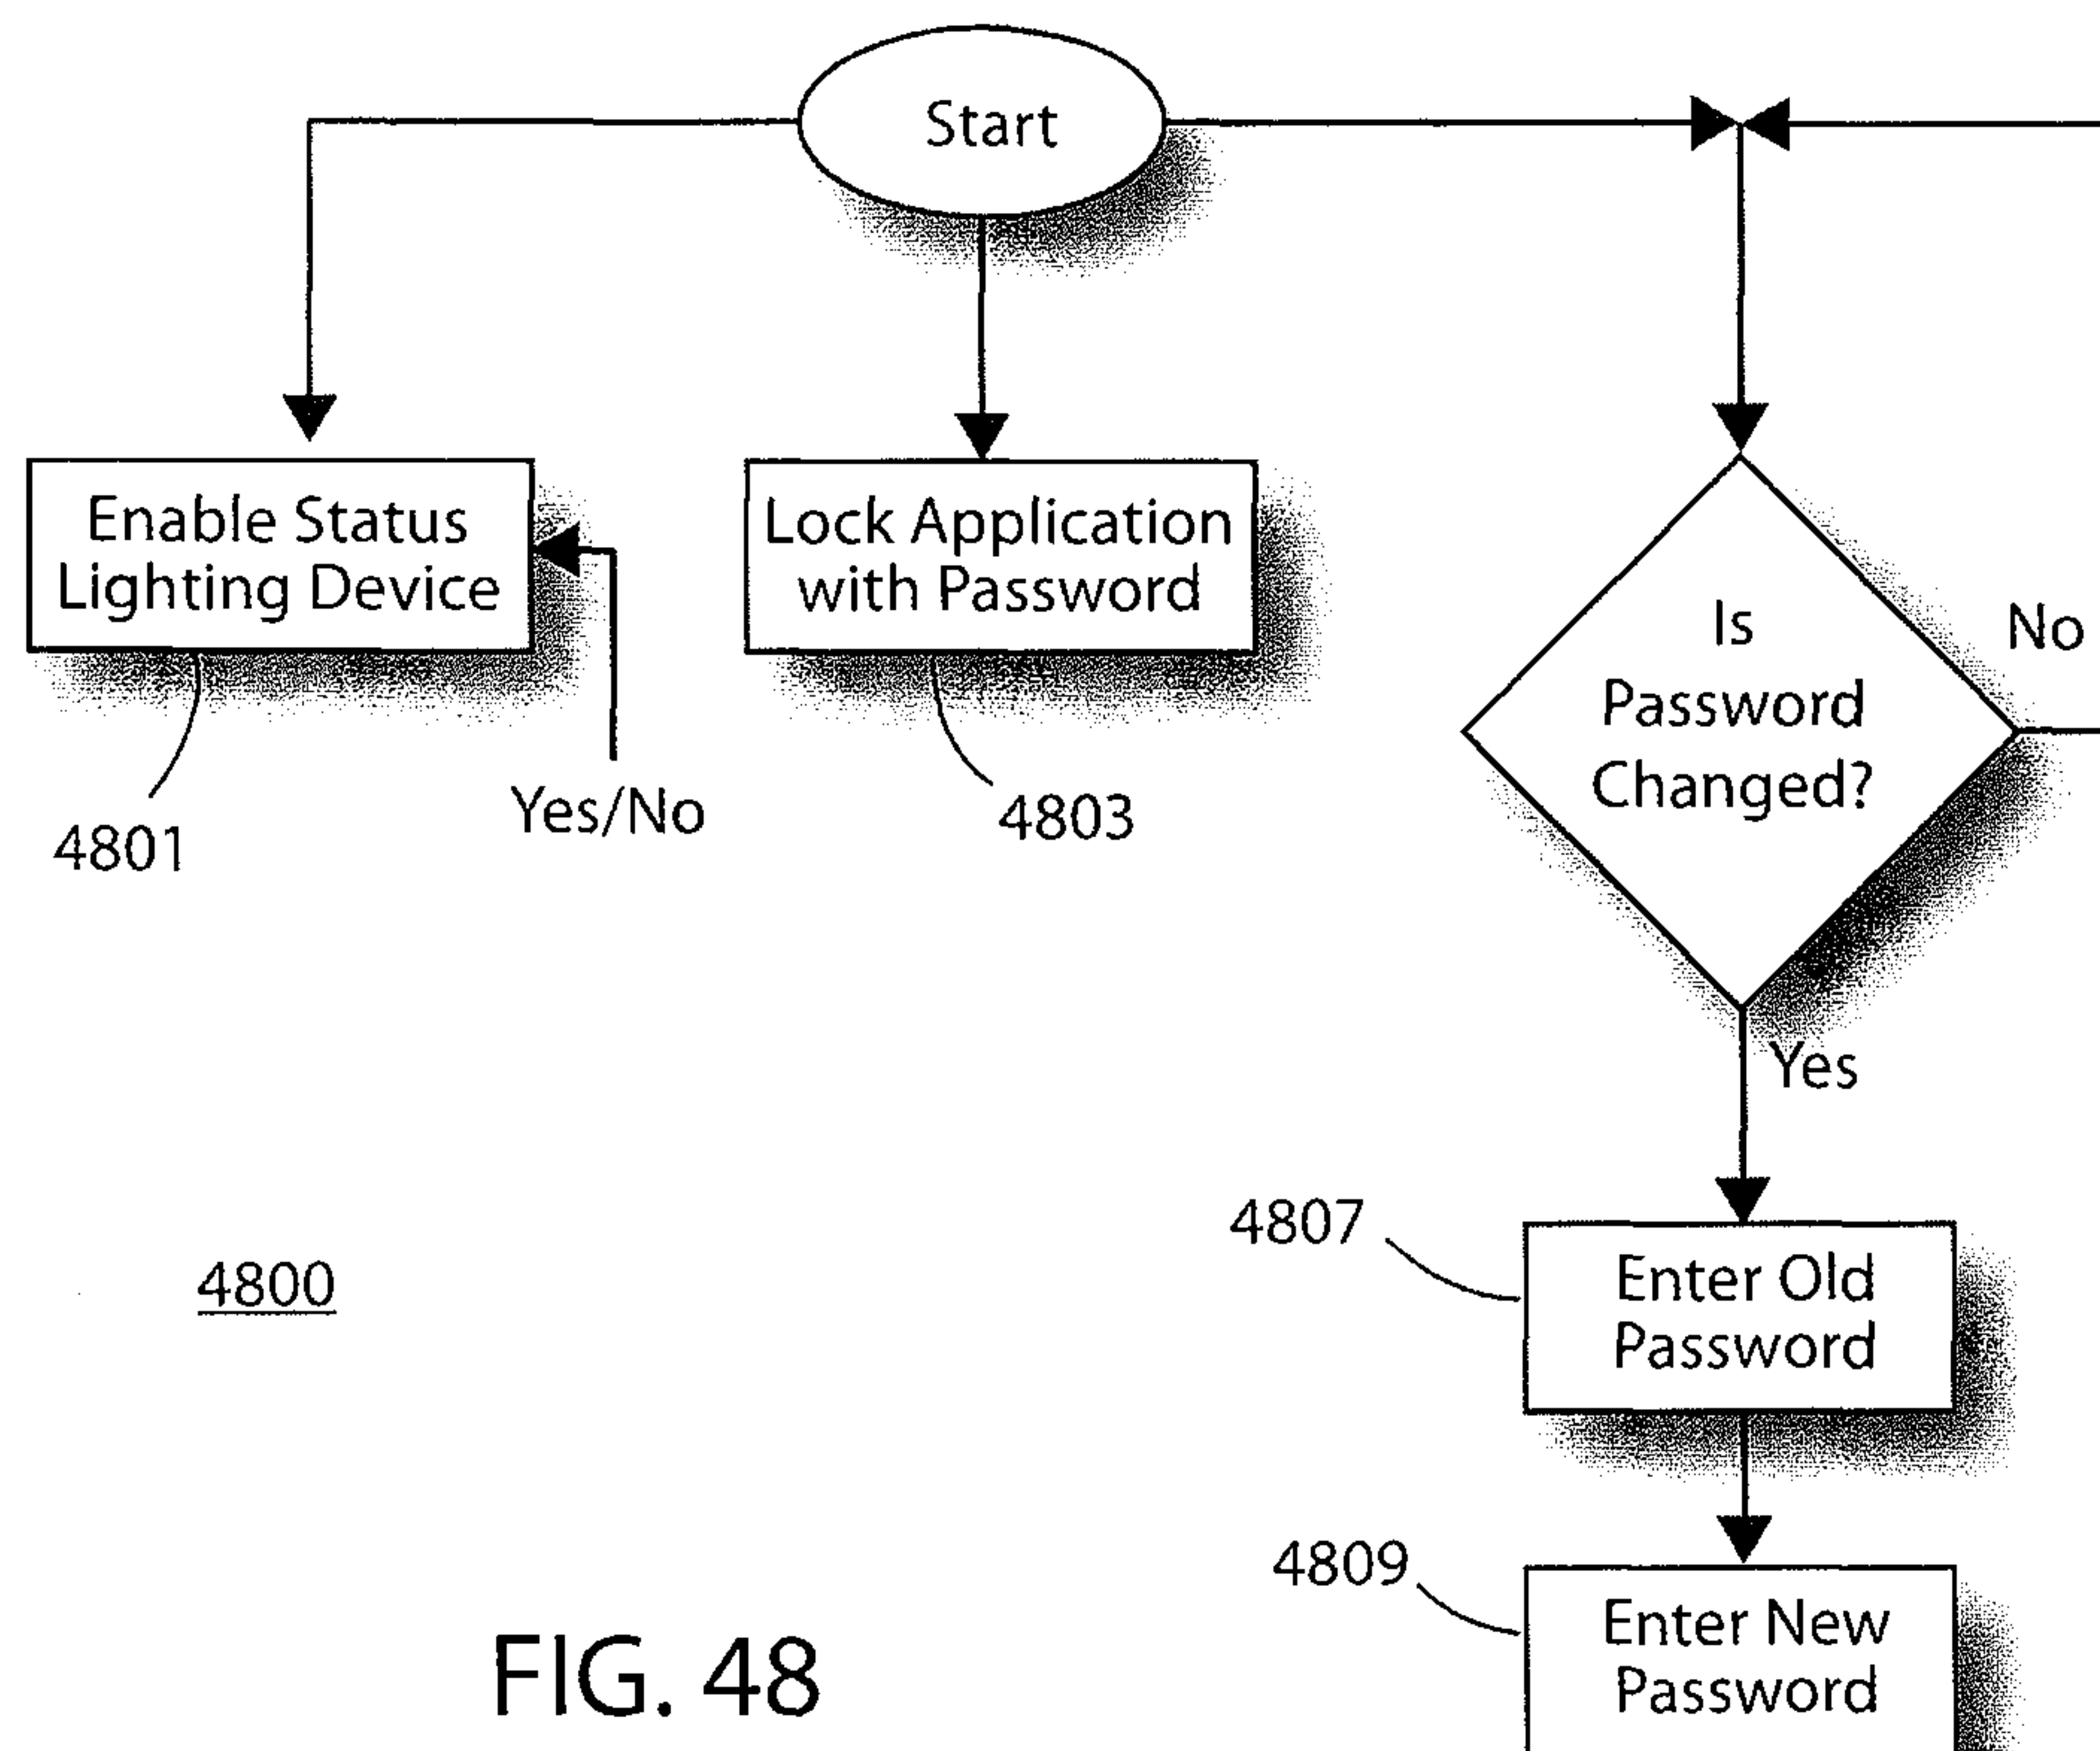 Start
Enable Status
Lighting Device
4801
Yes/No
Lock Application
with Password
4803
Is
Password
Changed?
No
Yes
4807
Enter Old
Password
4809
Enter New
Password
4800
FIG. 48